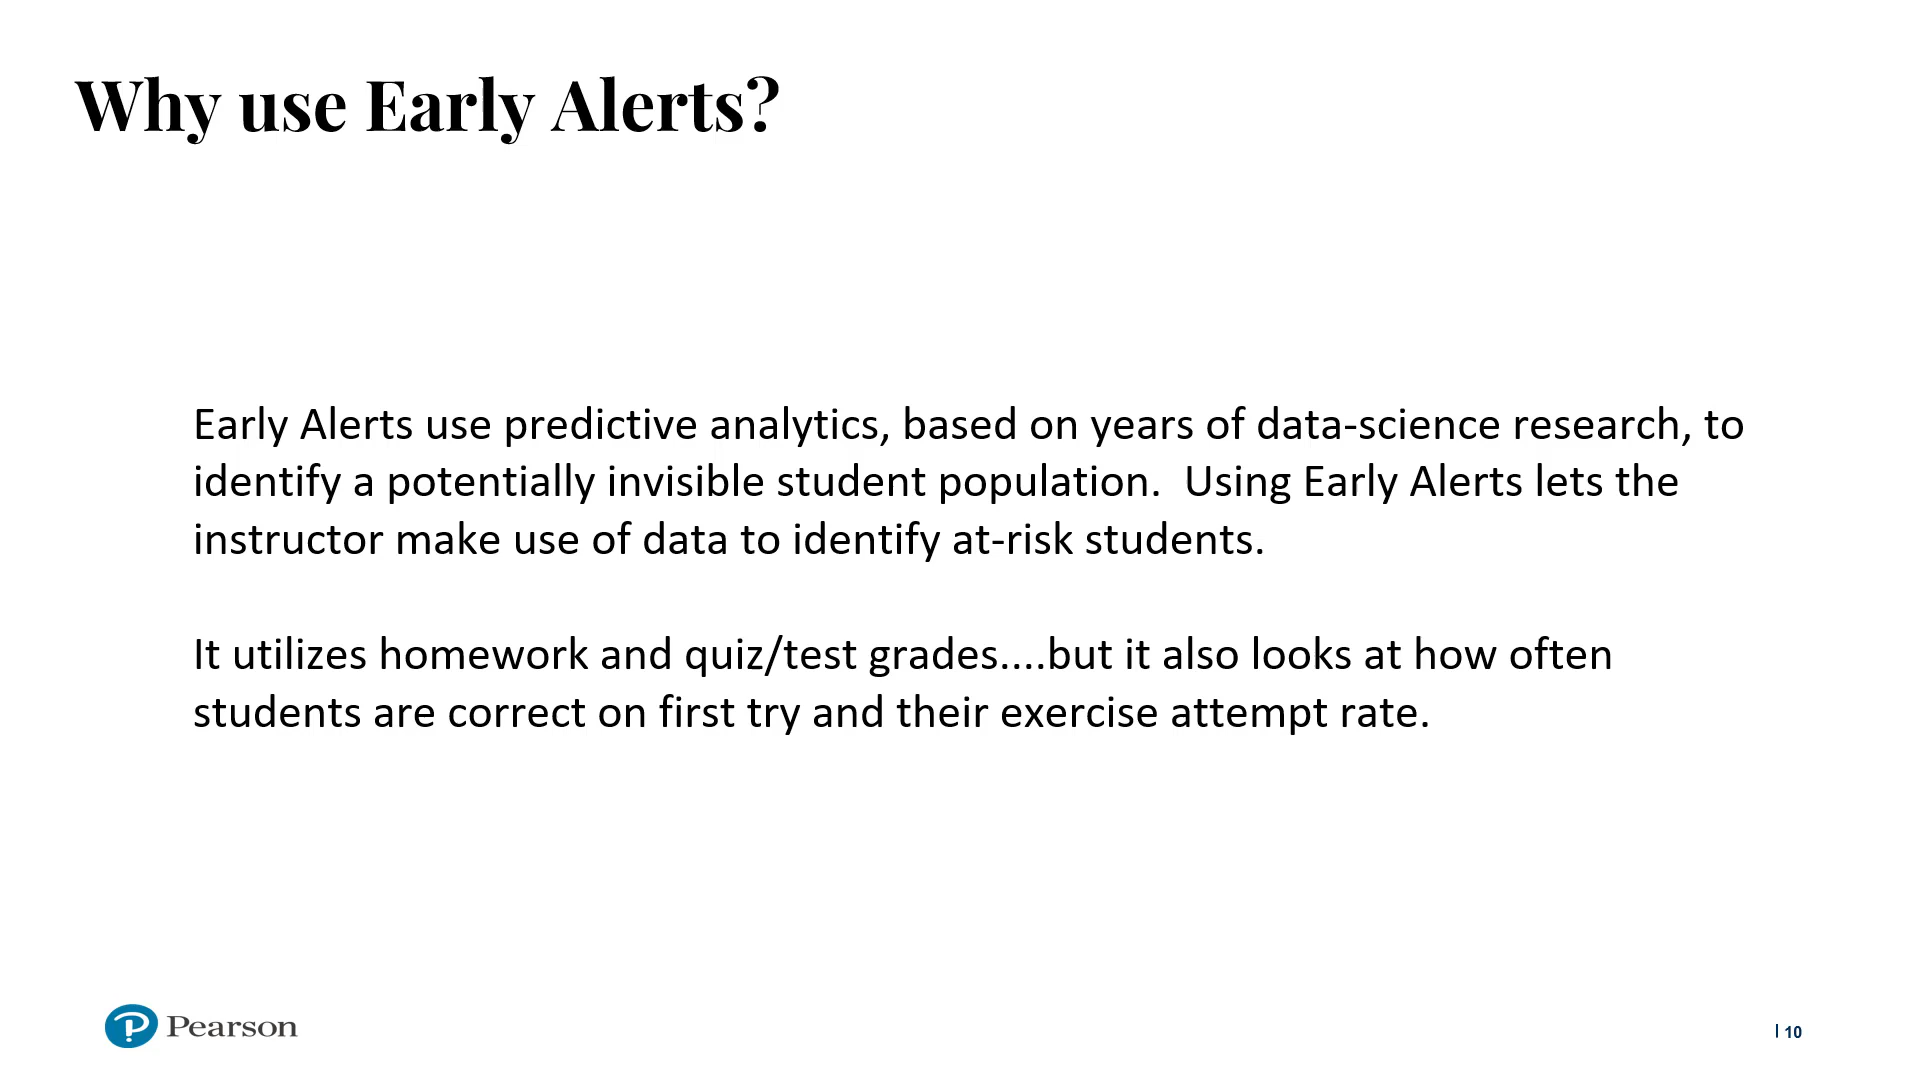 Why use Early Alerts?
Early Alerts use predictive analytics, based on years of data-science research, to
identify a potentially invisible student population.  Using Early Alerts lets the
instructor make use of data to identify at-risk students.
It utilizes homework and quiz/test grades....but it also looks at how often
students are correct on first try and their exercise attempt rate.
Pearson
| 10